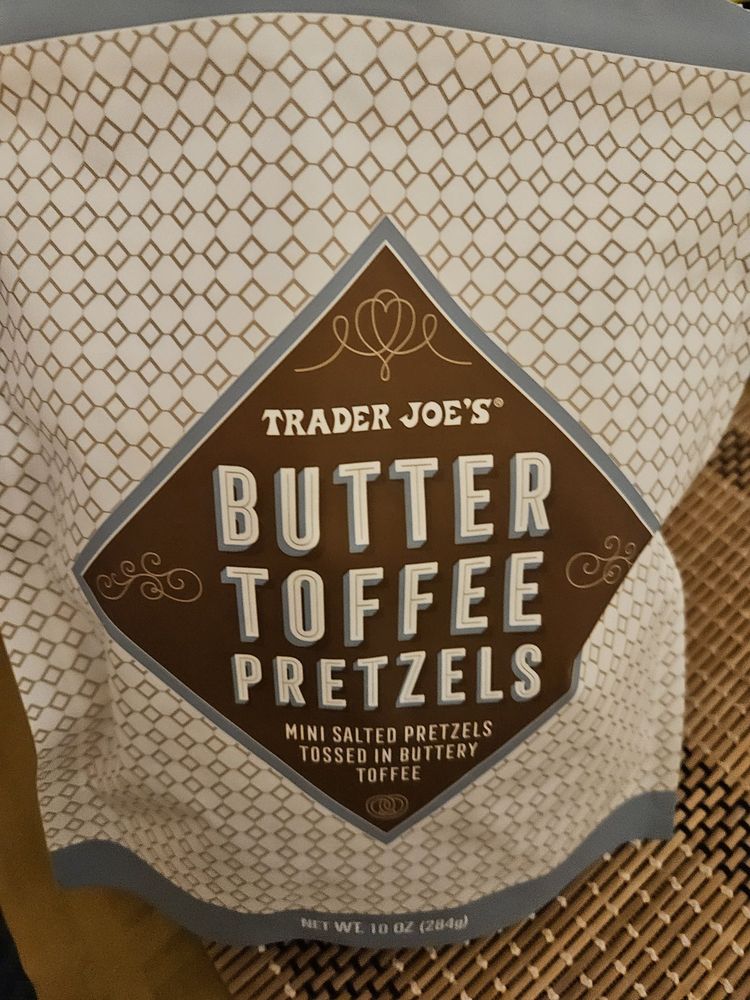 TRADER JOE'S®
BUTTER
TOFFEE
PRETZELS
MINI SALTED PRETZELS
TOSSED IN BUTTERY
TOFFEE
NET WT. 10 OZ (284g)